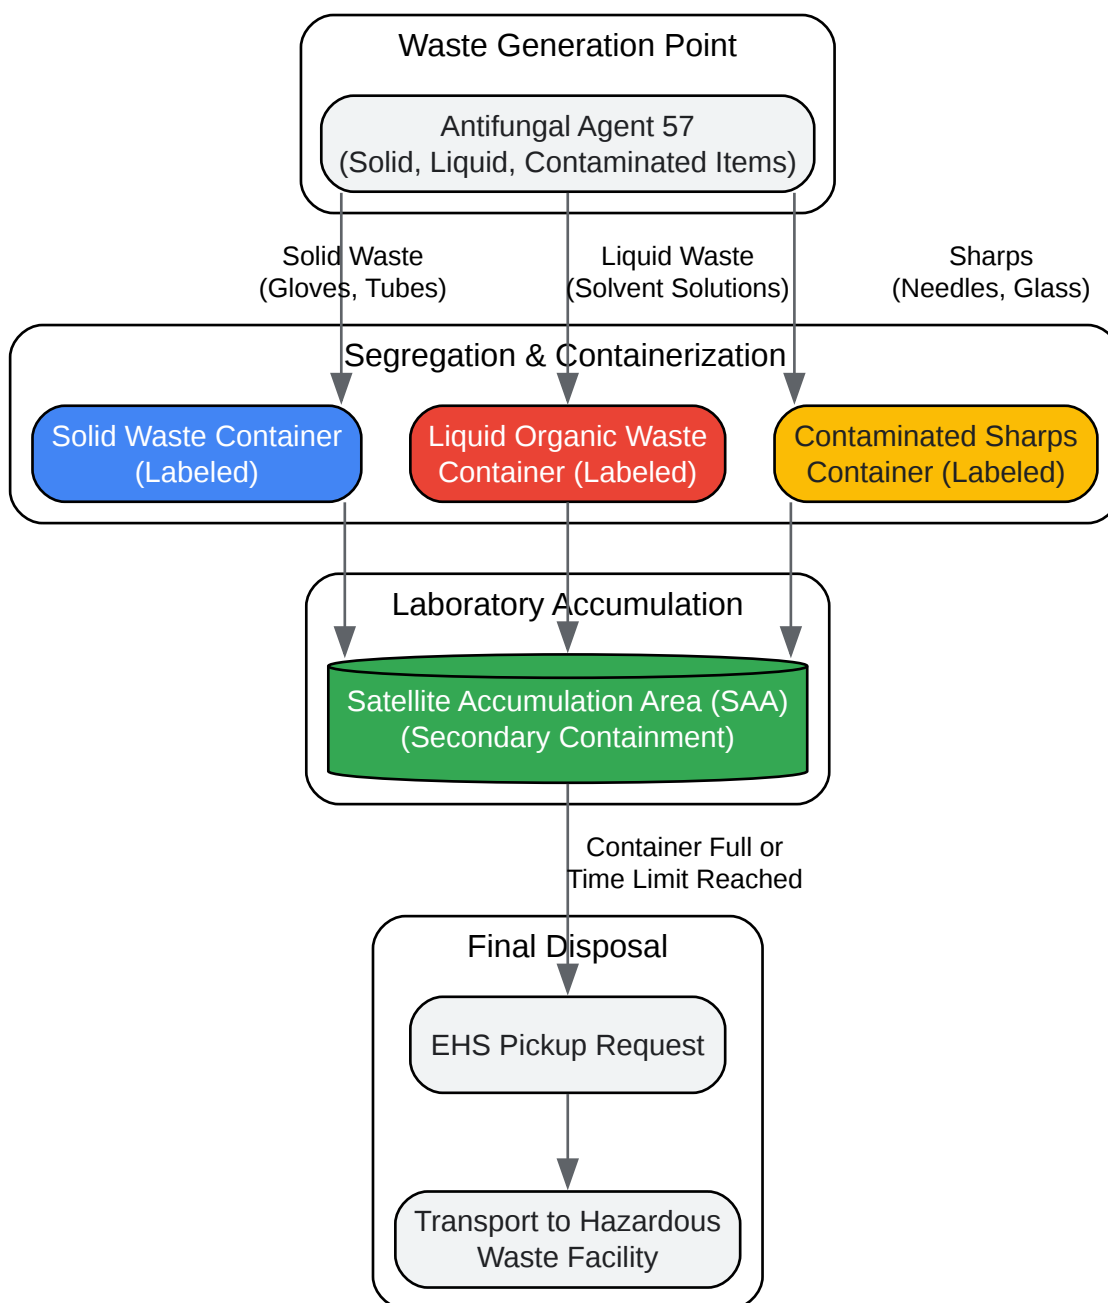 Waste Generation Point
Antifungal Agent 57
(Solid, Liquid, Contaminated Items)
Solid Waste
(Gloves, Tubes)
Liquid Waste
(Solvent Solutions)
Sharps
(Needles, Glass)
Segregation & Containerization
Solid Waste Container
(Labeled)
Liquid Organic Waste
Container (Labeled)
Contaminated Sharps
Container (Labeled)
Laboratory Accumulation
Satellite Accumulation Area (SAA)
(Secondary Containment)
Container Full or
Time Limit Reached
Final Disposal
EHS Pickup Request
Transport to Hazardous
Waste Facility